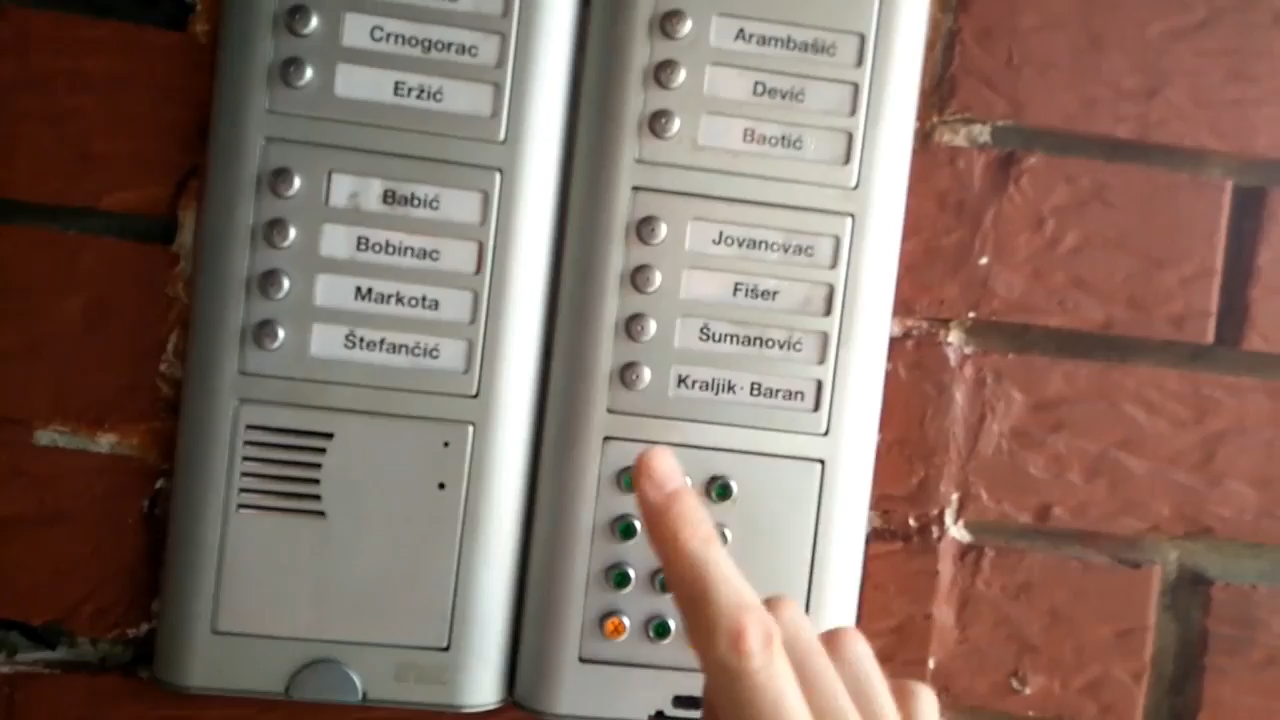 Crnogorac
Eržić
Babić
Bobinac
Markota
Štefančić
Arambašić
Dević
Baotić
Jovanovac
Fišer
Šumanović
Kraljik · Baran